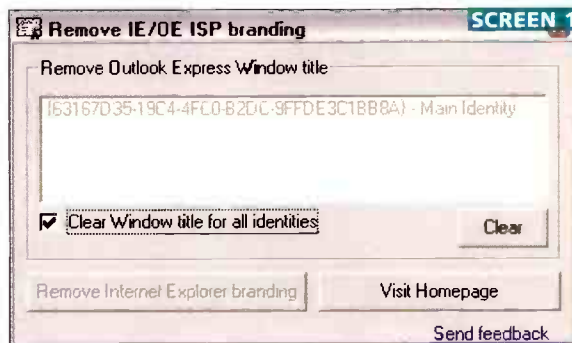 SCREEN 1
Remove IE/OE ISP branding
Remove Outlook Express Window title
{63167D35-19C4-4FC0-B2DC-9FFDE3C1BB8A} - Main Identity
Clear Window title for all identities
Clear
Remove Internet Explorer branding
Visit Homepage
Send feedback